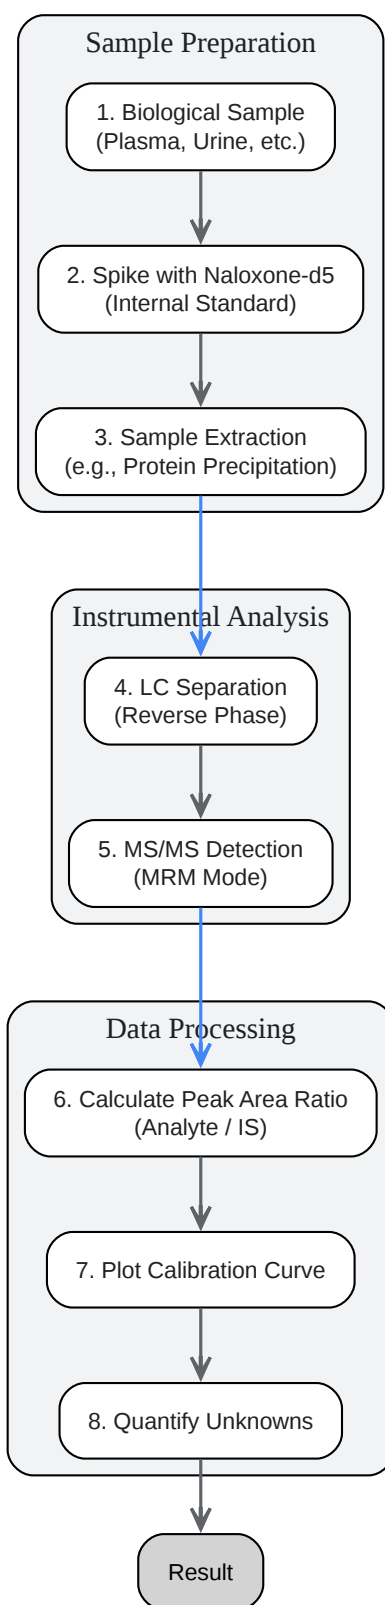 Sample Preparation
1. Biological Sample
(Plasma, Urine, etc.)
2. Spike with Naloxone-d5
(Internal Standard)
3. Sample Extraction
(e.g., Protein Precipitation)
Instrumental Analysis
4. LC Separation
(Reverse Phase)
5. MS/MS Detection
(MRM Mode)
Data Processing
6. Calculate Peak Area Ratio
(Analyte / IS)
7. Plot Calibration Curve
8. Quantify Unknowns
Result